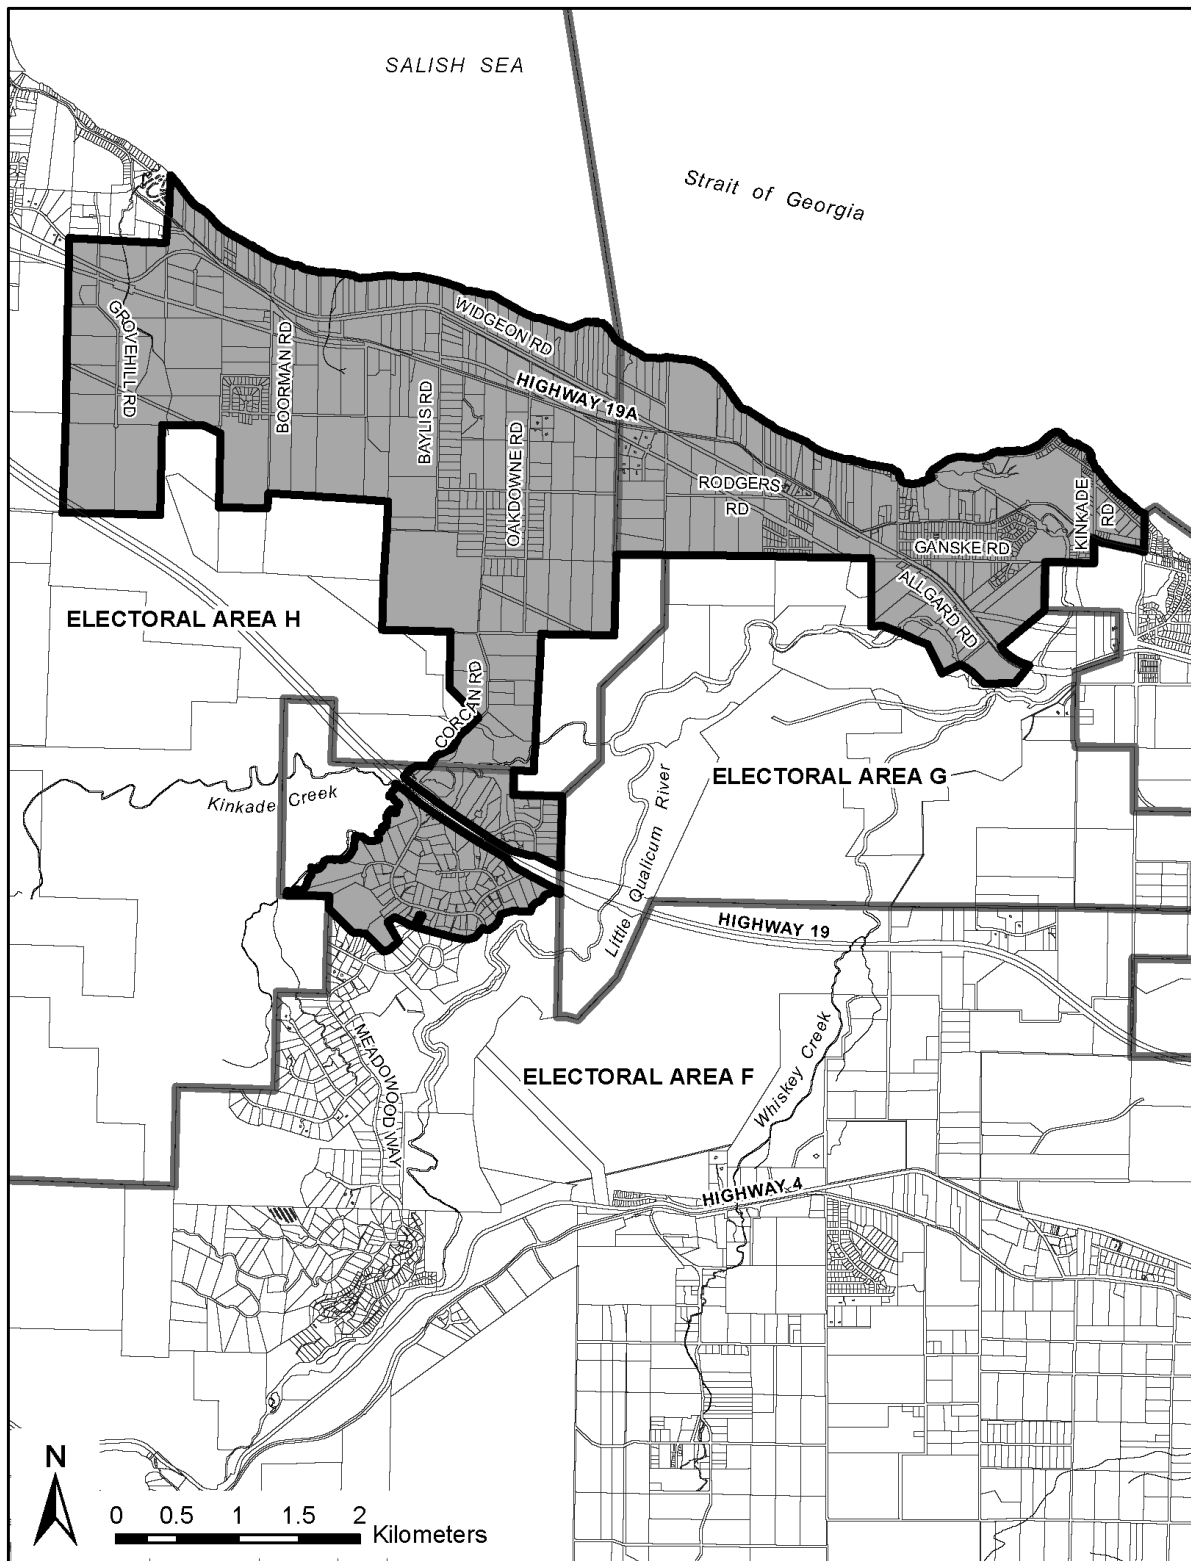 SALISH SEA
Strait of Georgia
WIDGEON RD
GROVEHILL RD
BOORMAN RD
HIGHWAY 19A
BAYLIS RD
OAKDOWNE RD
RODGERS
RD
KINKADE
RD
GANSKE RD
ALLGARD RD
ELECTORAL AREA H
CORCAN RD
ELECTORAL AREA G
Kinkade Creek
Little Qualicum River
HIGHWAY 19
MEADOWOOD WAY
ELECTORAL AREA F
Whiskey Creek
HIGHWAY 4
N
0 0.5 1 1.5 2
Kilometers